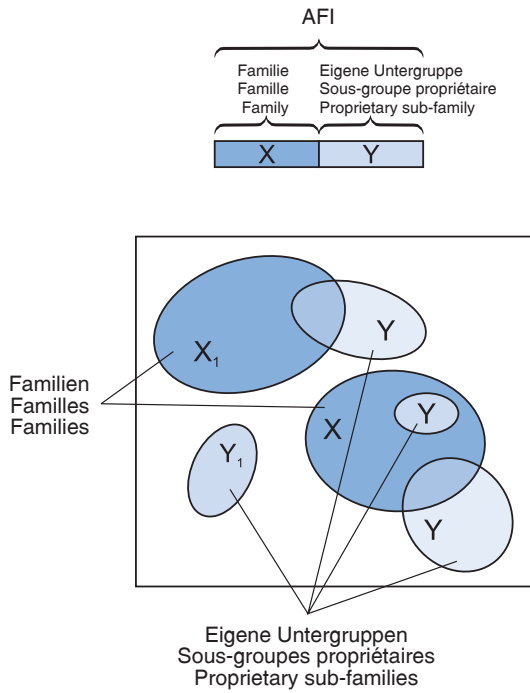 AFI
Familie
Famille
Family
Eigene Untergruppe
Sous-groupe propriétaire
Proprietary sub-family
X Y
X₁
Y
Familien
Familles
Families
X
Y
Y₁
Y
Eigene Untergruppen
Sous-groupes propriétaires
Proprietary sub-families